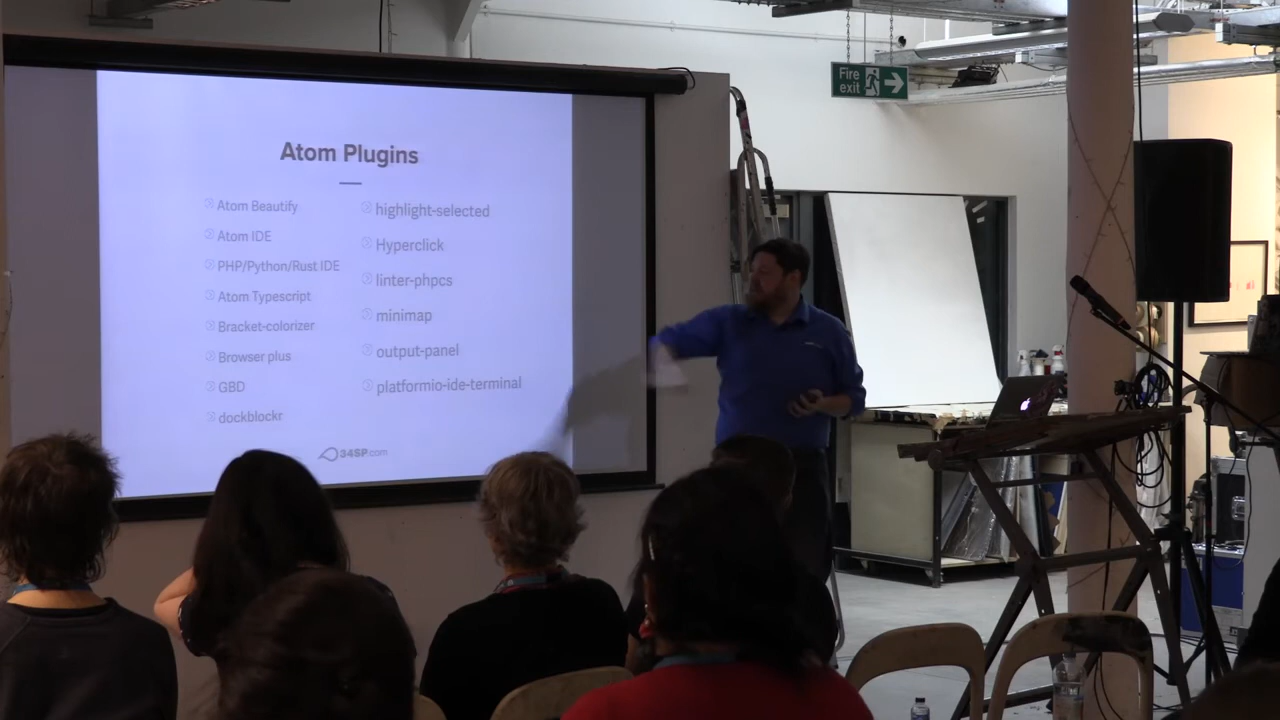 Atom Plugins
Atom Beautify
Atom IDE
PHP/Python/Rust IDE
Atom Typescript
Bracket-colorizer
Browser plus
GBD
dockblockr
highlight-selected
Hyperclick
linter-phpcs
minimap
output-panel
platformio-ide-terminal
34SP.com
Fire
exit